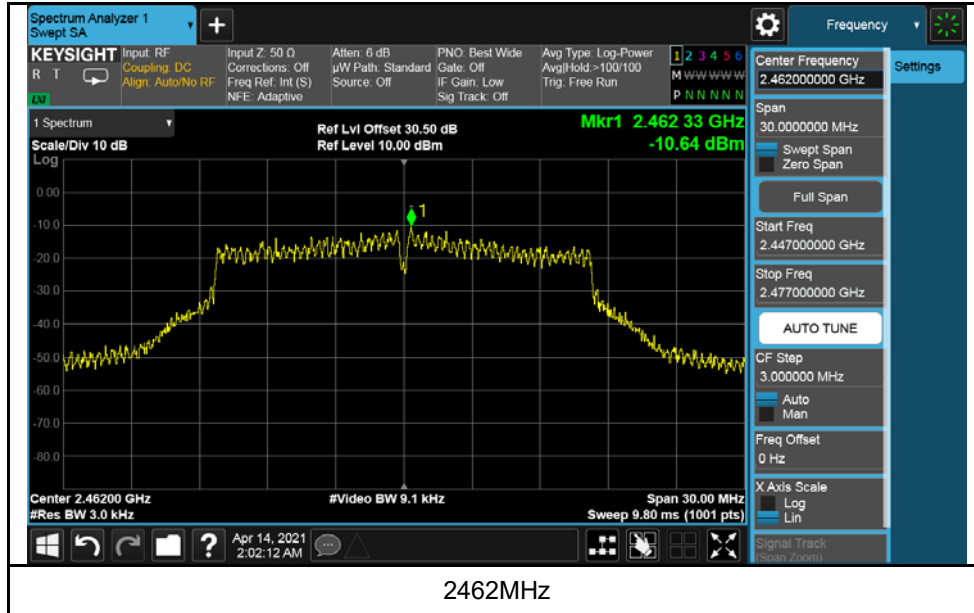 Spectrum Analyzer 1
Swept SA
Frequency
KEYSIGHT
R T
LXI
Input: RF
Coupling: DC
Align: Auto/No RF
Input Z: 50 Ω
Corrections: Off
Freq Ref: Int (S)
NFE: Adaptive
Atten: 6 dB
µW Path: Standard
Source: Off
PNO: Best Wide
Gate: Off
IF Gain: Low
Sig Track: Off
Avg Type: Log-Power
Avg|Hold:>100/100
Trig: Free Run
1 2 3 4 5 6
M W W W W W
P N N N N N
1 Spectrum
Scale/Div 10 dB
Log
Ref Lvl Offset 30.50 dB
Ref Level 10.00 dBm
Mkr1 2.462 33 GHz
-10.64 dBm
1
0.00
-10.0
-20.0
-30.0
-40.0
-50.0
-60.0
-70.0
-80.0
Center 2.46200 GHz
#Res BW 3.0 kHz
#Video BW 9.1 kHz
Span 30.00 MHz
Sweep 9.80 ms (1001 pts)
Apr 14, 2021
2:02:12 AM
Center Frequency
2.462000000 GHz
Settings
Span
30.0000000 MHz
Swept Span
Zero Span
Full Span
Start Freq
2.447000000 GHz
Stop Freq
2.477000000 GHz
AUTO TUNE
CF Step
3.000000 MHz
Auto
Man
Freq Offset
0 Hz
X Axis Scale
Log
Lin
Signal Track
(Span Zoom)
2462MHz